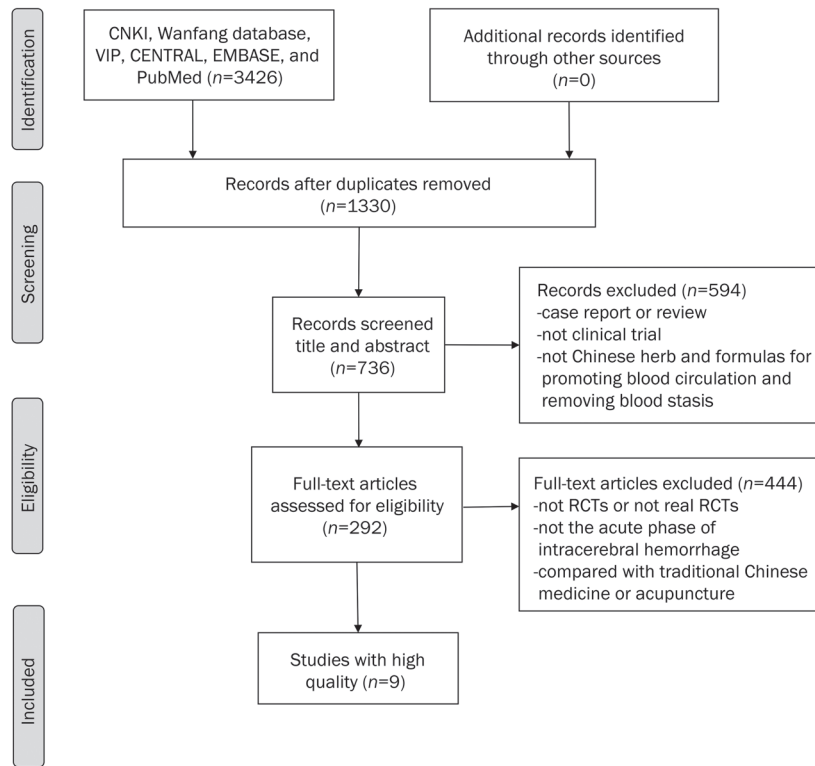 Identification
CNKI, Wanfang database,
VIP, CENTRAL, EMBASE, and
PubMed (n=3426)
Additional records identified
through other sources
(n=0)
Records after duplicates removed
(n=1330)
Screening
Records screened
title and abstract
(n=736)
Records excluded (n=594)
-case report or review
-not clinical trial
-not Chinese herb and formulas for
promoting blood circulation and
removing blood stasis
Eligibility
Full-text articles
assessed for eligibility
(n=292)
Full-text articles excluded (n=444)
-not RCTs or not real RCTs
-not the acute phase of
intracerebral hemorrhage
-compared with traditional Chinese
medicine or acupuncture
Included
Studies with high
quality (n=9)